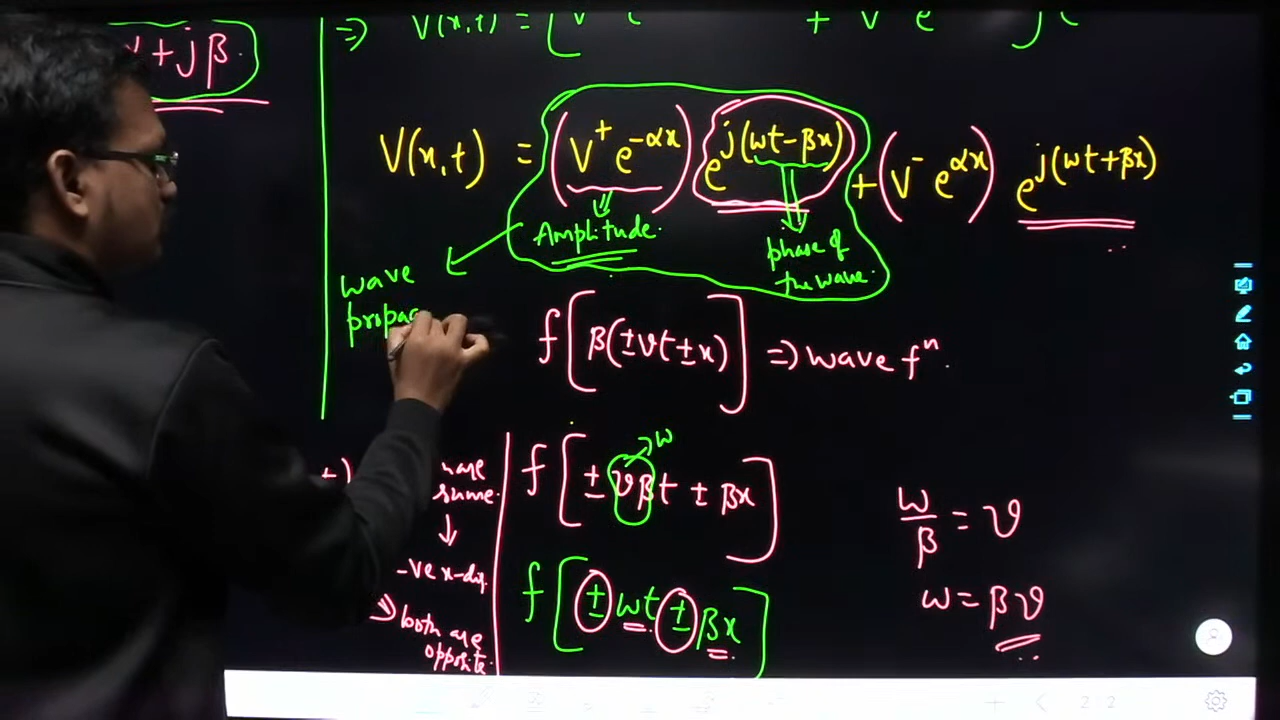 α + jβ
⇒ V(x,t) = [ V
+ V⁻ e
V(x,t) = (V⁺ e^{-αx}) e^{j(ωt-βx)} + (V⁻ e^{αx}) e^{j(ωt+βx)}
Amplitude.
phase of
the wave.
wave
propag
f[β(±vt±x)] ⇒ wave fⁿ.
same.
↓
-ve x-dir.
both are
opposite.
→ω
f[± vβt ± βx]
f[± ωt ± βx]
ω/β = v
ω = βv